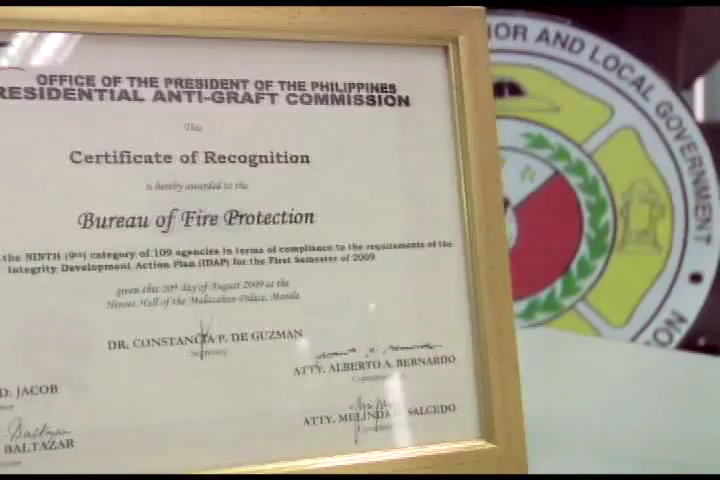 OFFICE OF THE PRESIDENT OF THE PHILIPPINES
RESIDENTIAL ANTI-GRAFT COMMISSION
This
Certificate of Recognition
is hereby awarded to the
Bureau of Fire Protection
the NINTH (9th) category of 109 agencies in terms of compliance to the requirements of the
Integrity Development Action Plan (IDAP) for the First Semester of 2009
given this 20th day of August 2009 at the
Heroes Hall of the Malacañan Palace, Manila
DR. CONSTANCIA P. DE GUZMAN
Secretary
ATTY. ALBERTO A. BERNARDO
D. JACOB
ATTY. MELINDA SALCEDO
BALTAZAR
IOR AND LOCAL GOVERNMENT